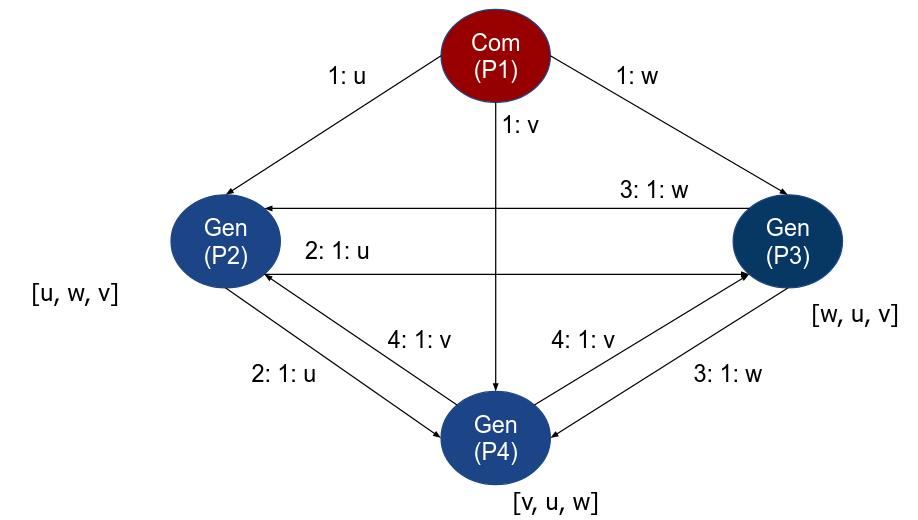 Com
(P1)
1: u
1: w
1: v
3: 1: w
Gen
(P2)
Gen
(P3)
2: 1: u
[u, w, v]
[w, u, v]
4: 1: v
4: 1: v
2: 1: u
3: 1: w
Gen
(P4)
[v, u, w]